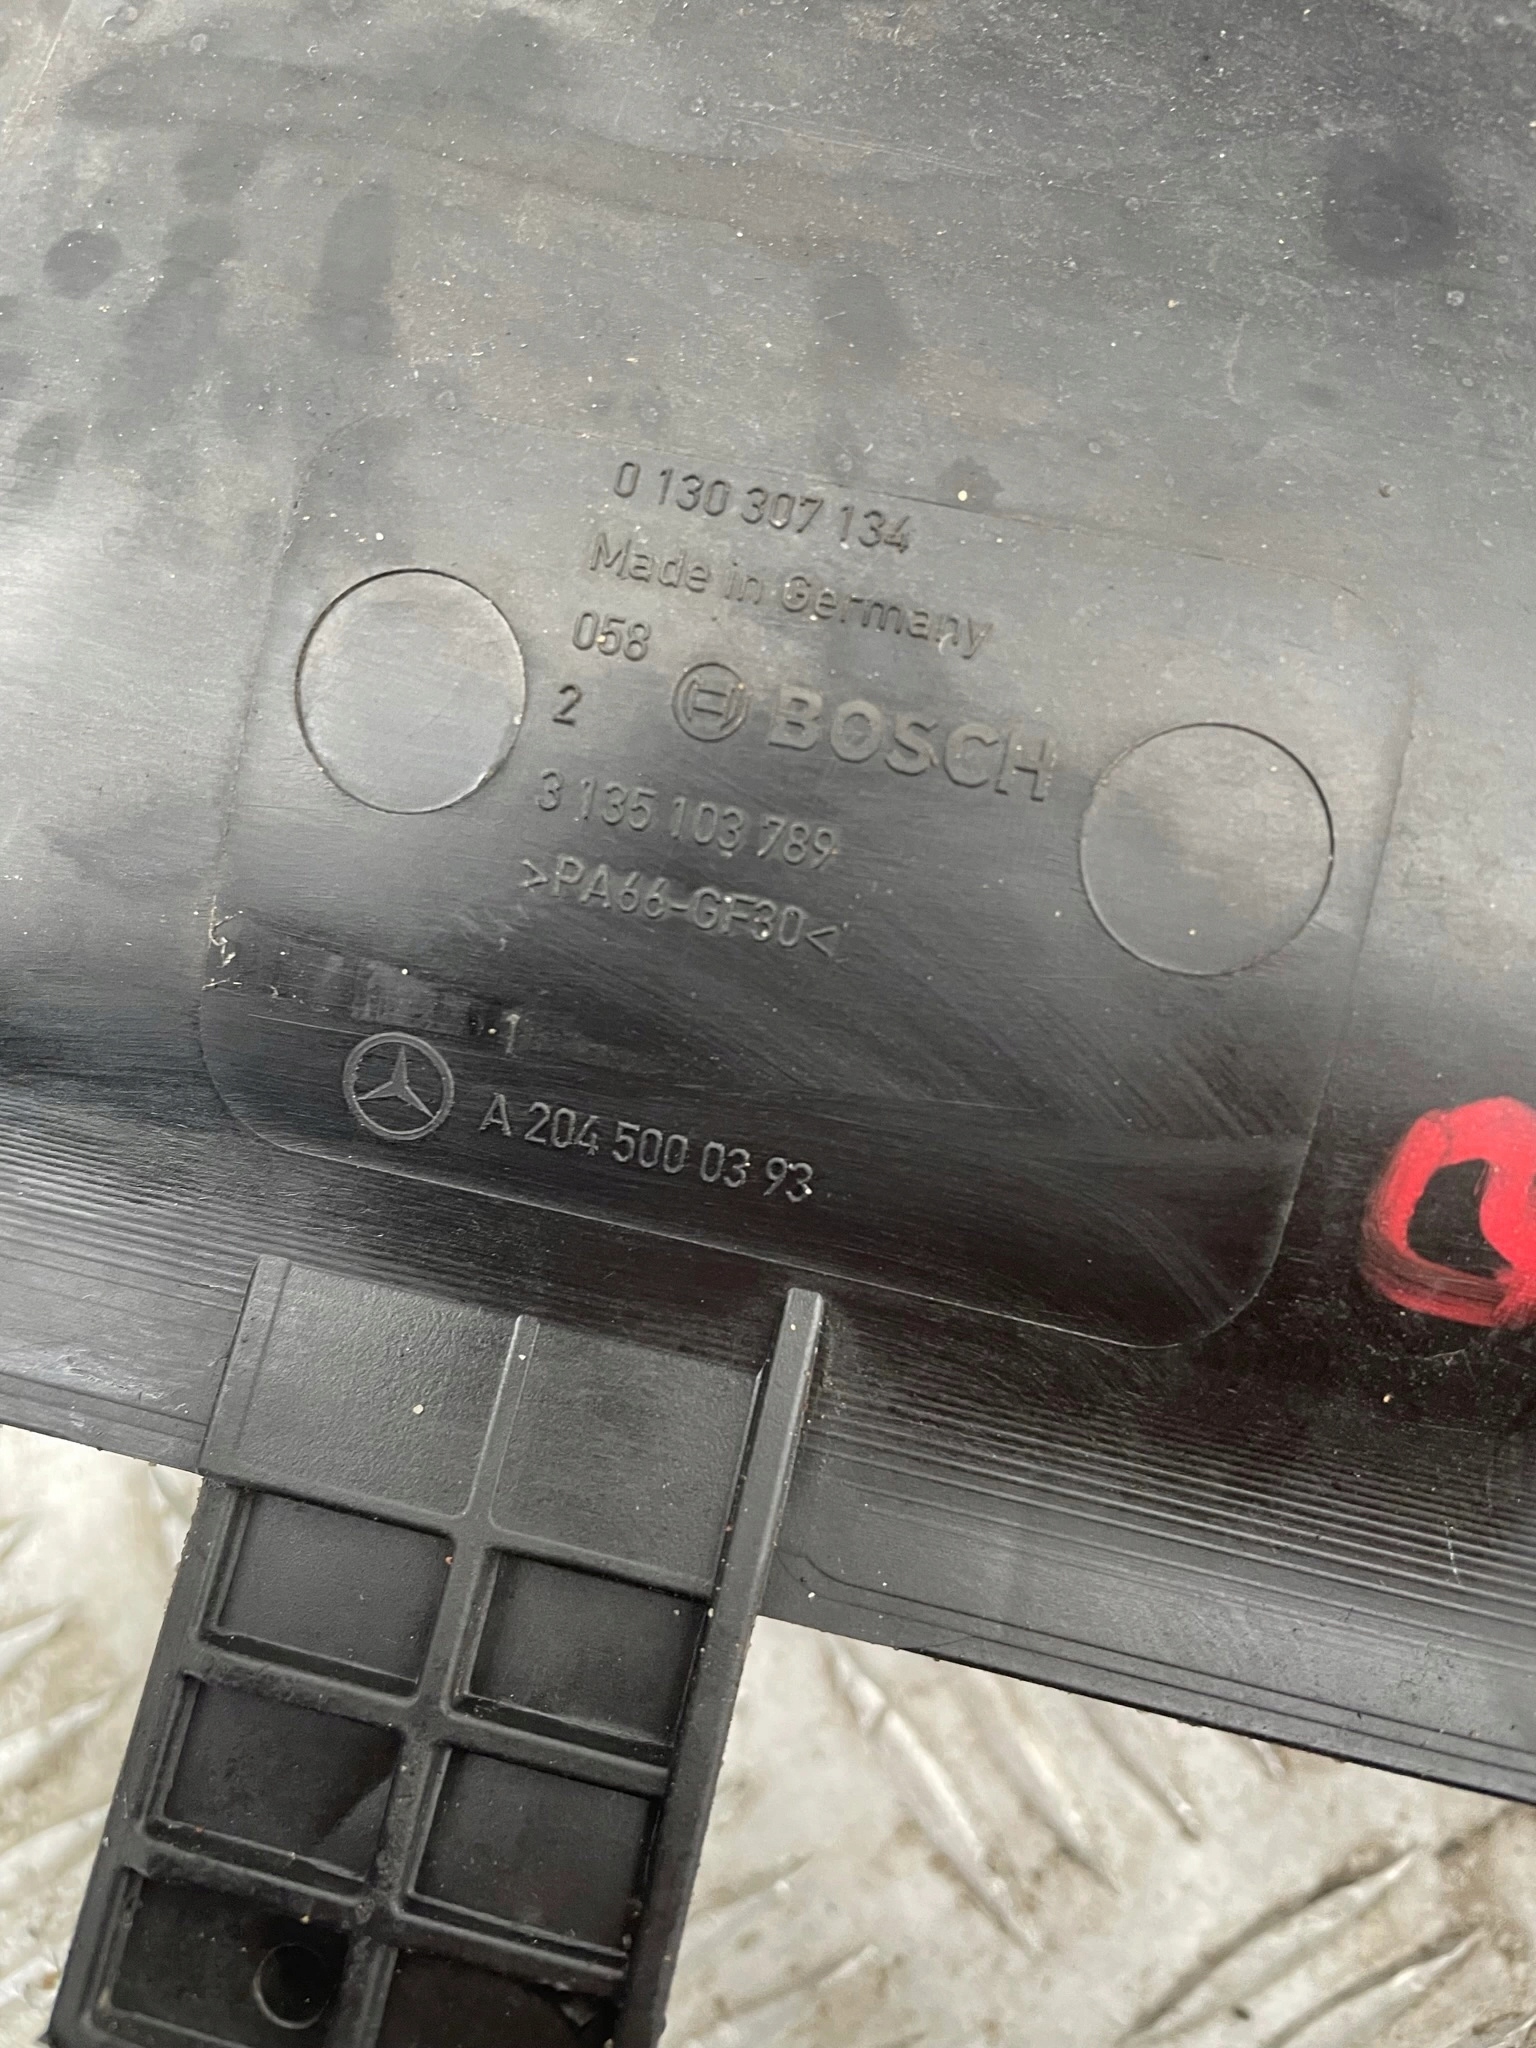 0 130 307 134
Made in Germany
058
2 BOSCH
3 135 103 789
>PA66-GF30<
1
A 204 500 03 93